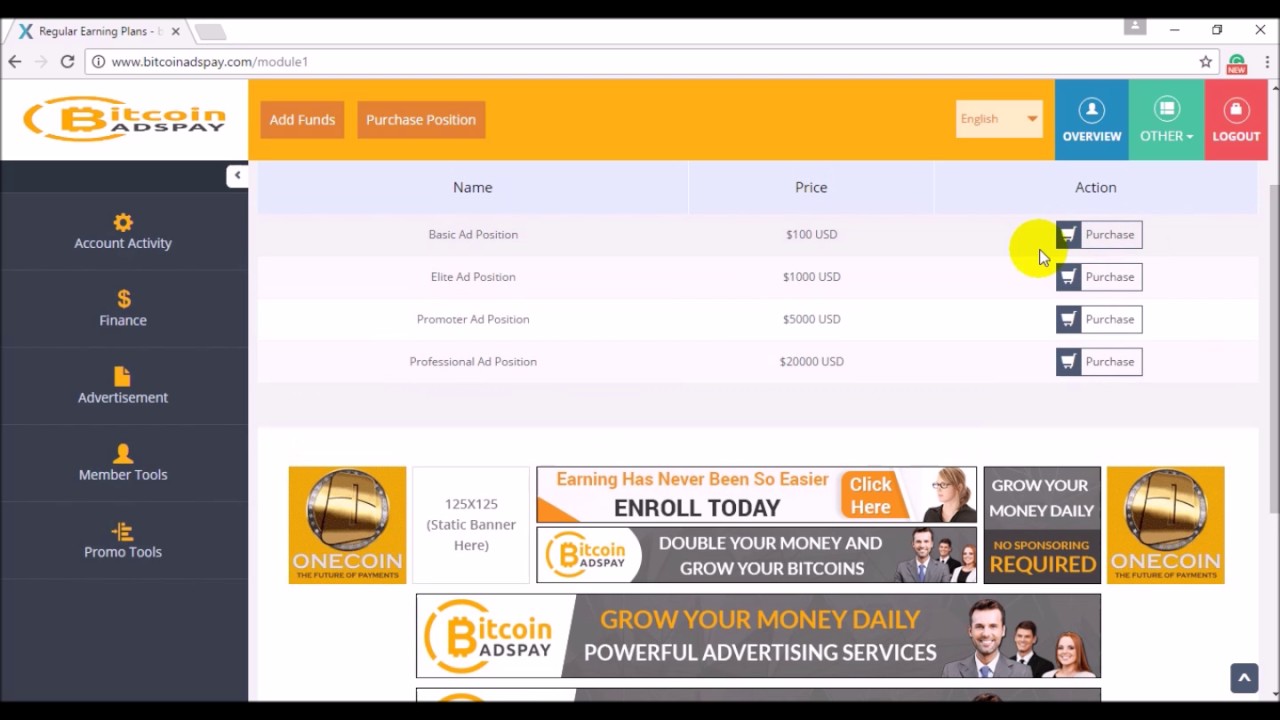 Regular Earning Plans - b
www.bitcoinadspay.com/module1
NEW
Bitcoin
ADSPAY
Add Funds
Purchase Position
English
OVERVIEW
OTHER
LOGOUT
Account Activity
Finance
Advertisement
Member Tools
Promo Tools
Name Price Action
Basic Ad Position $100 USD Purchase
Elite Ad Position $1000 USD Purchase
Promoter Ad Position $5000 USD Purchase
Professional Ad Position $20000 USD Purchase
ONECOIN
THE FUTURE OF PAYMENTS
125X125
(Static Banner
Here)
Earning Has Never Been So Easier
ENROLL TODAY
Click
Here
Bitcoin
ADSPAY
DOUBLE YOUR MONEY AND
GROW YOUR BITCOINS
GROW YOUR
MONEY DAILY
NO SPONSORING
REQUIRED
ONECOIN
THE FUTURE OF PAYMENTS
Bitcoin
ADSPAY
GROW YOUR MONEY DAILY
POWERFUL ADVERTISING SERVICES